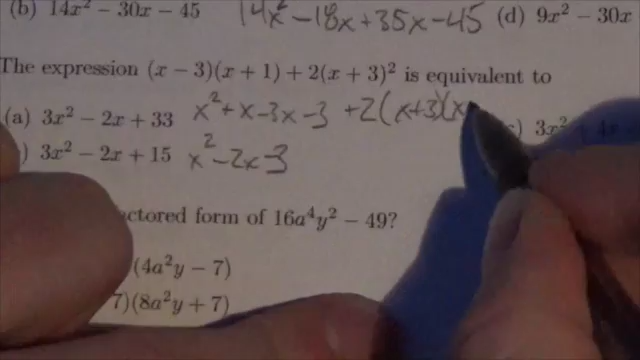 (b) 14x² − 30x − 45 14x² − 18x + 35x − 45 (d) 9x² − 30x
The expression (x − 3)(x + 1) + 2(x + 3)² is equivalent to
(a) 3x² − 2x + 33 x² + x − 3x − 3 + 2(x+3)(x
) 3x² − 2x + 15 x² − 2x 3 ) 3x²
actored form of 16a⁴y² − 49?
(4a²y − 7)
7)(8a²y + 7)